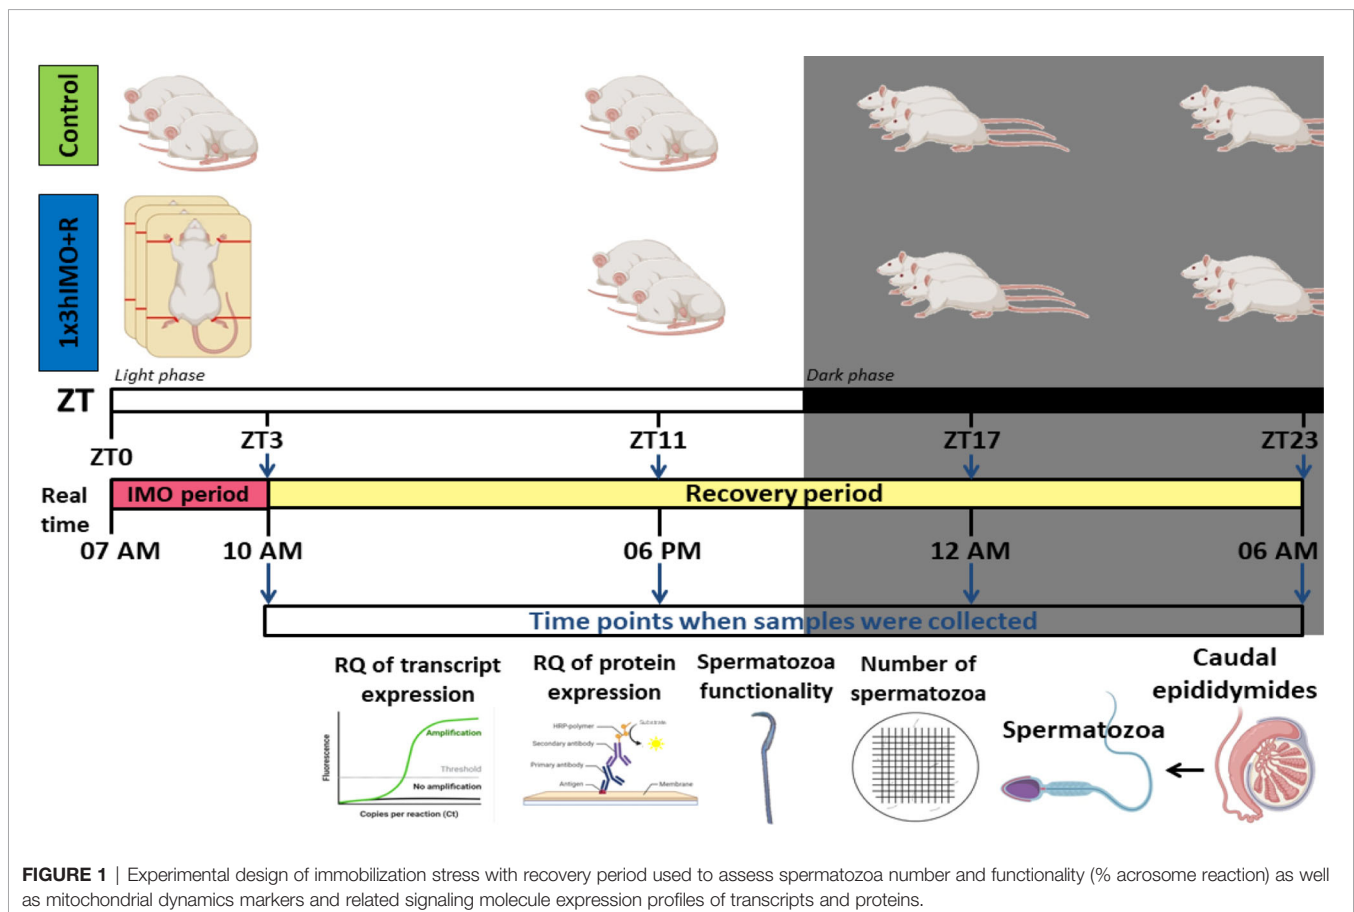 Control
1x3hIMO+R
Light phase
Dark phase
ZT
ZT0
ZT3
ZT11
ZT17
ZT23
Real
time
IMO period
Recovery period
07 AM
10 AM
06 PM
12 AM
06 AM
Time points when samples were collected
RQ of transcript
expression
Fluorescence
Amplification
Threshold
No amplification
Copies per reaction (Ct)
RQ of protein
expression
HRP-polymer
Substrate
Secondary antibody
Primary antibody
Antigen
Membrane
Spermatozoa
functionality
Number of
spermatozoa
Spermatozoa
Caudal
epididymides
FIGURE 1 | Experimental design of immobilization stress with recovery period used to assess spermatozoa number and functionality (% acrosome reaction) as well
as mitochondrial dynamics markers and related signaling molecule expression profiles of transcripts and proteins.